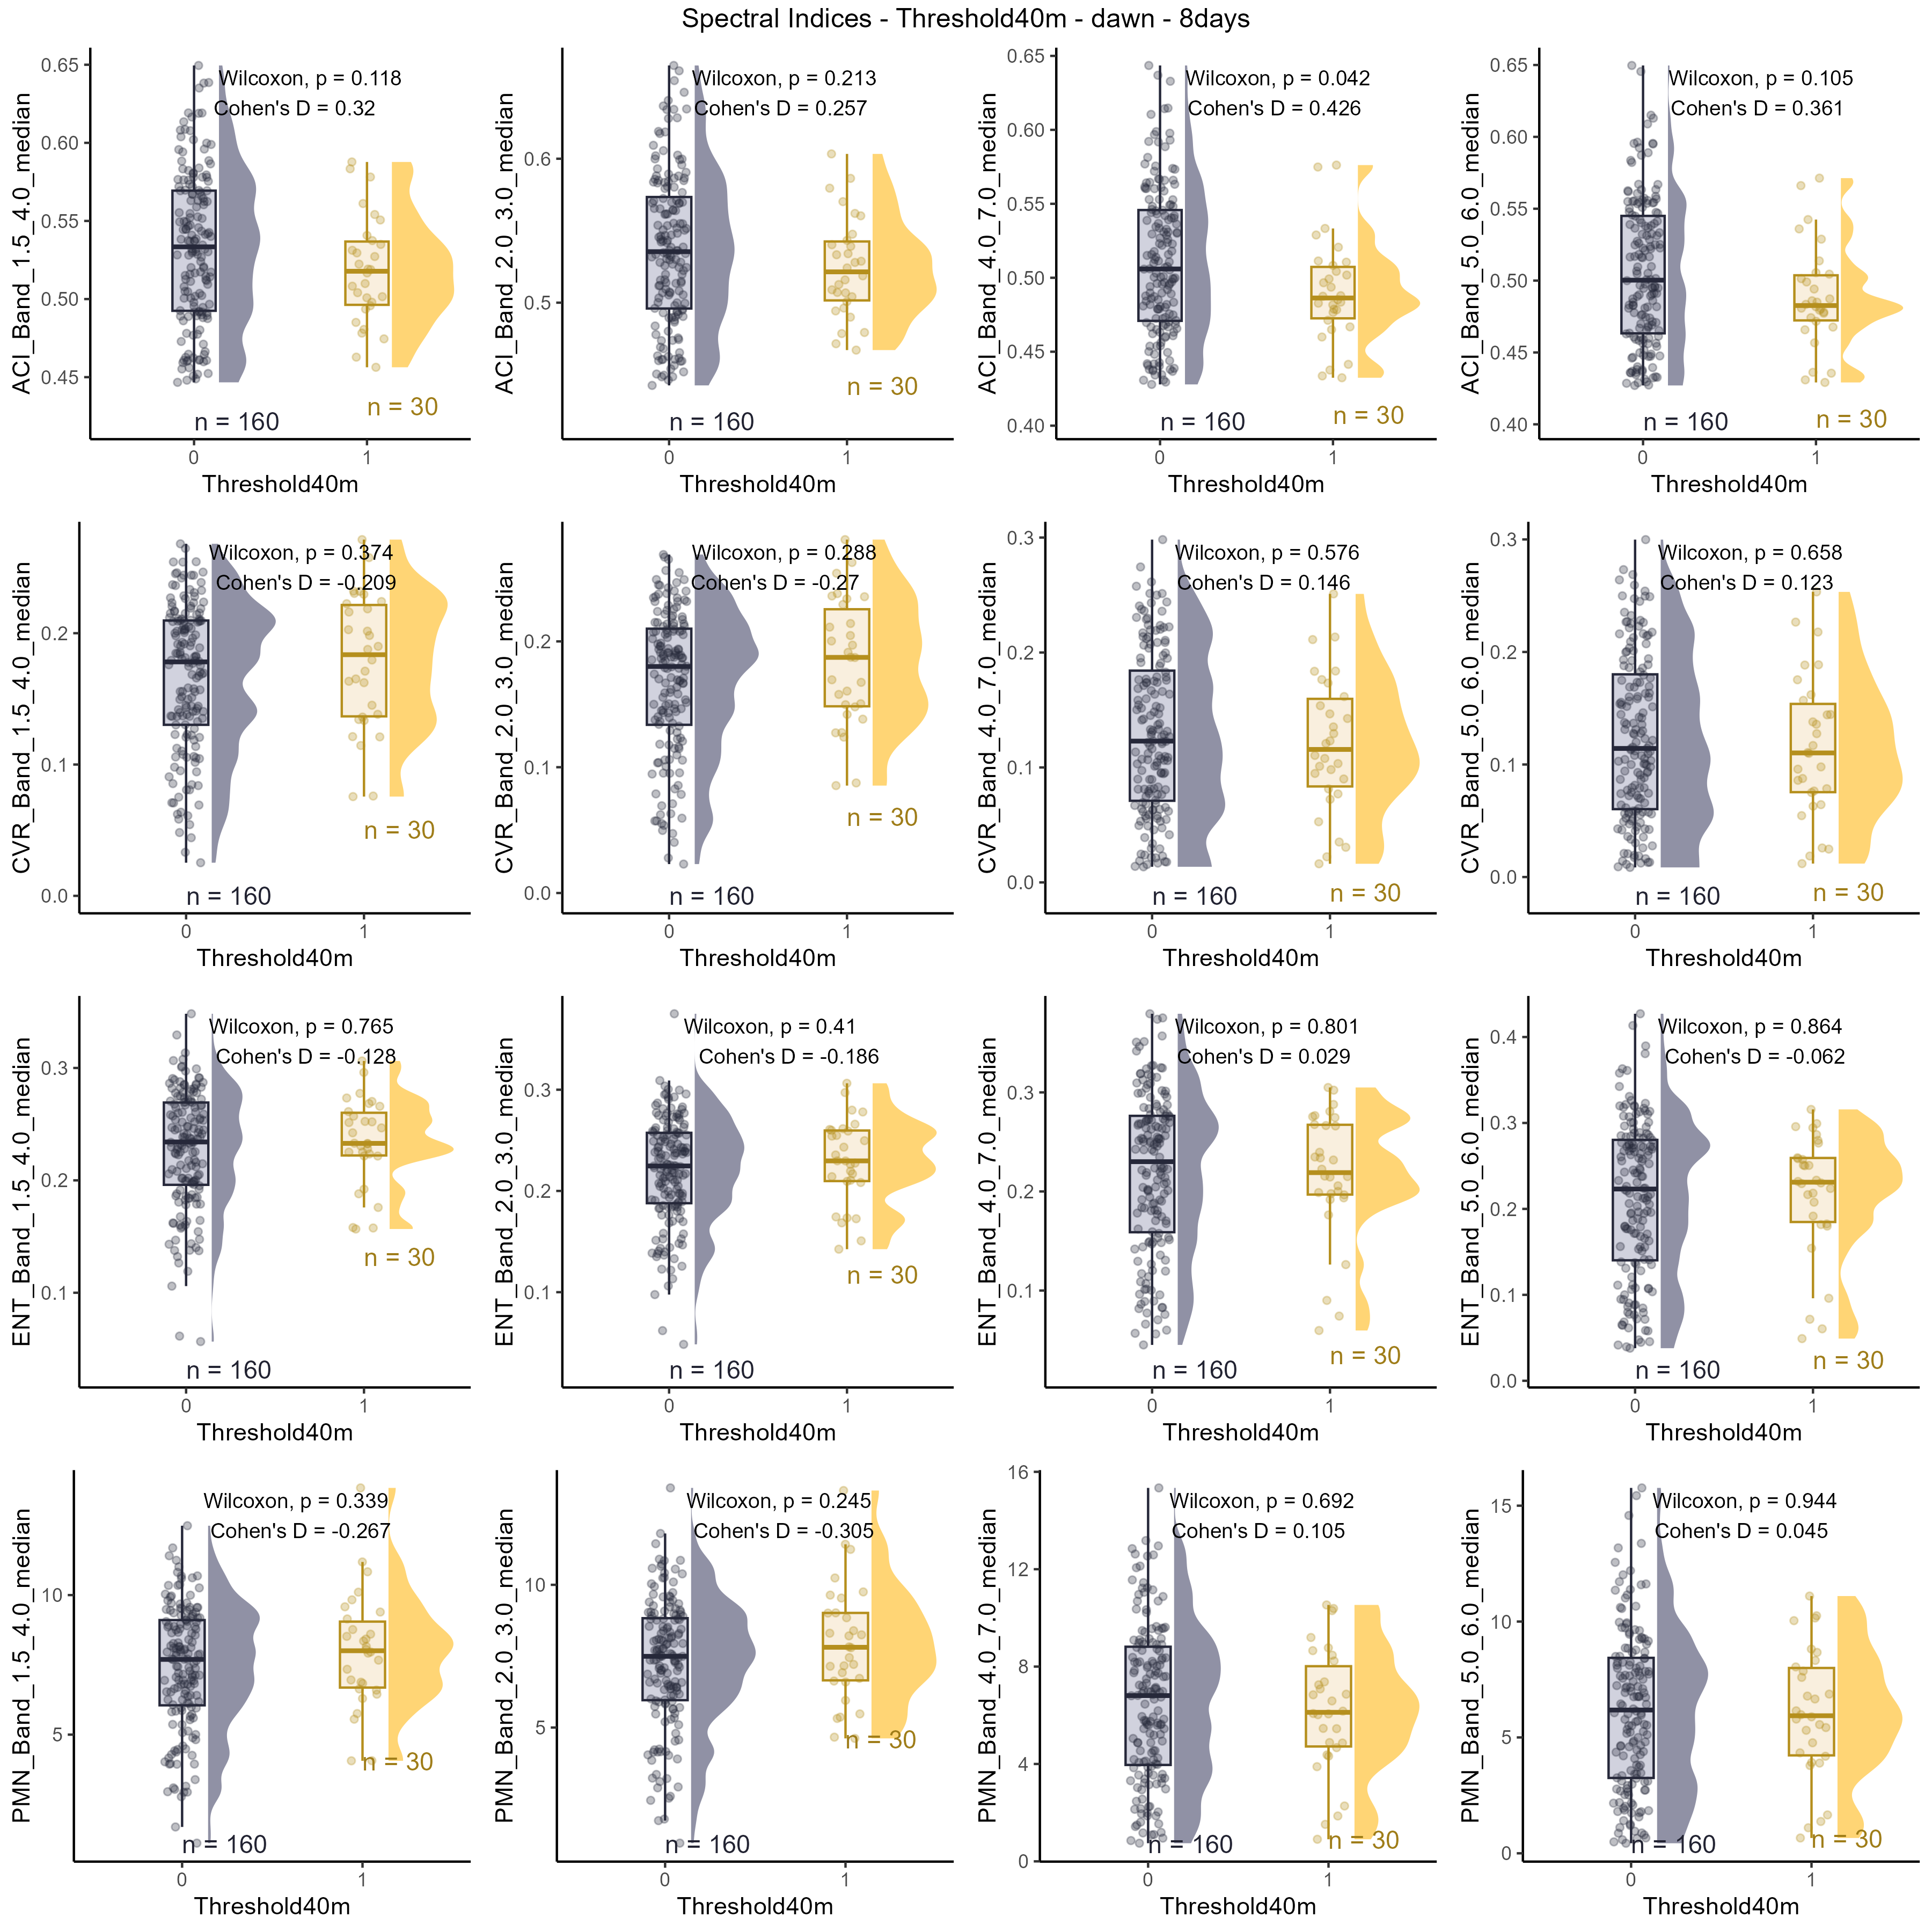 Spectral Indices - Threshold40m - dawn - 8days
ACI_Band_1.5_4.0_median
0.65
0.60
0.55
0.50
0.45
Wilcoxon, p = 0.118
Cohen's D = 0.32
n = 160
n = 30
0
1
Threshold40m
ACI_Band_2.0_3.0_median
0.6
0.5
Wilcoxon, p = 0.213
Cohen's D = 0.257
n = 160
n = 30
0
1
Threshold40m
ACI_Band_4.0_7.0_median
0.65
0.60
0.55
0.50
0.45
0.40
Wilcoxon, p = 0.042
Cohen's D = 0.426
n = 160
n = 30
0
1
Threshold40m
ACI_Band_5.0_6.0_median
0.65
0.60
0.55
0.50
0.45
0.40
Wilcoxon, p = 0.105
Cohen's D = 0.361
n = 160
n = 30
0
1
Threshold40m
CVR_Band_1.5_4.0_median
0.2
0.1
0.0
Wilcoxon, p = 0.374
Cohen's D = -0.209
n = 160
n = 30
0
1
Threshold40m
CVR_Band_2.0_3.0_median
0.2
0.1
0.0
Wilcoxon, p = 0.288
Cohen's D = -0.27
n = 160
n = 30
0
1
Threshold40m
CVR_Band_4.0_7.0_median
0.3
0.2
0.1
0.0
Wilcoxon, p = 0.576
Cohen's D = 0.146
n = 160
n = 30
0
1
Threshold40m
CVR_Band_5.0_6.0_median
0.3
0.2
0.1
0.0
Wilcoxon, p = 0.658
Cohen's D = 0.123
n = 160
n = 30
0
1
Threshold40m
ENT_Band_1.5_4.0_median
0.3
0.2
0.1
Wilcoxon, p = 0.765
Cohen's D = -0.128
n = 160
n = 30
0
1
Threshold40m
ENT_Band_2.0_3.0_median
0.3
0.2
0.1
Wilcoxon, p = 0.41
Cohen's D = -0.186
n = 160
n = 30
0
1
Threshold40m
ENT_Band_4.0_7.0_median
0.3
0.2
0.1
Wilcoxon, p = 0.801
Cohen's D = 0.029
n = 160
n = 30
0
1
Threshold40m
ENT_Band_5.0_6.0_median
0.4
0.3
0.2
0.1
0.0
Wilcoxon, p = 0.864
Cohen's D = -0.062
n = 160
n = 30
0
1
Threshold40m
PMN_Band_1.5_4.0_median
10
5
Wilcoxon, p = 0.339
Cohen's D = -0.267
n = 160
n = 30
0
1
Threshold40m
PMN_Band_2.0_3.0_median
10
5
Wilcoxon, p = 0.245
Cohen's D = -0.305
n = 160
n = 30
0
1
Threshold40m
PMN_Band_4.0_7.0_median
16
12
8
4
0
Wilcoxon, p = 0.692
Cohen's D = 0.105
n = 160
n = 30
0
1
Threshold40m
PMN_Band_5.0_6.0_median
15
10
5
0
Wilcoxon, p = 0.944
Cohen's D = 0.045
n = 160
n = 30
0
1
Threshold40m